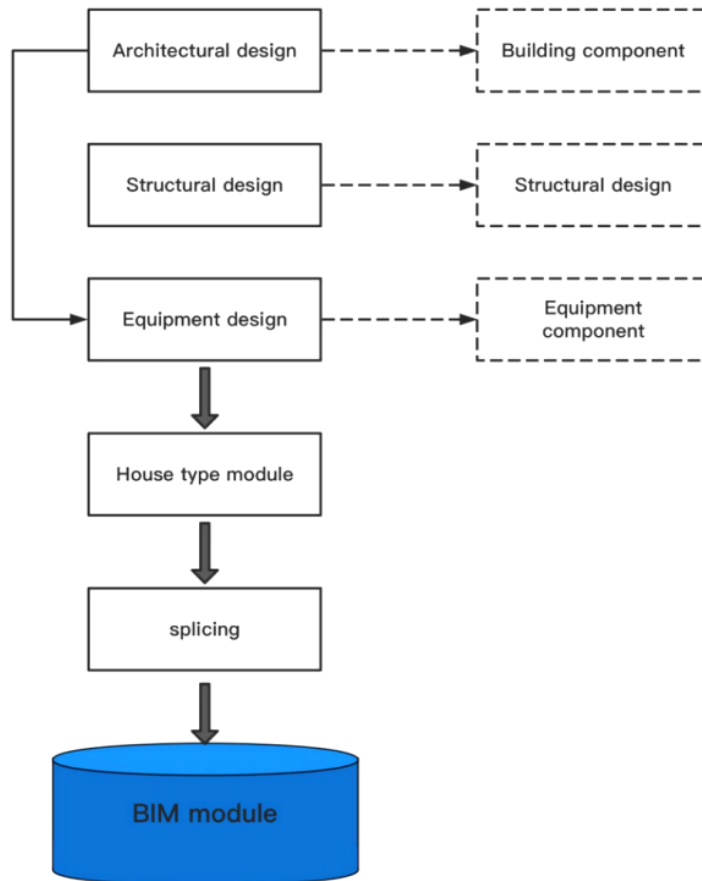 Architectural design
Building component
Structural design
Structural design
Equipment design
Equipment
component
House type module
splicing
BIM module